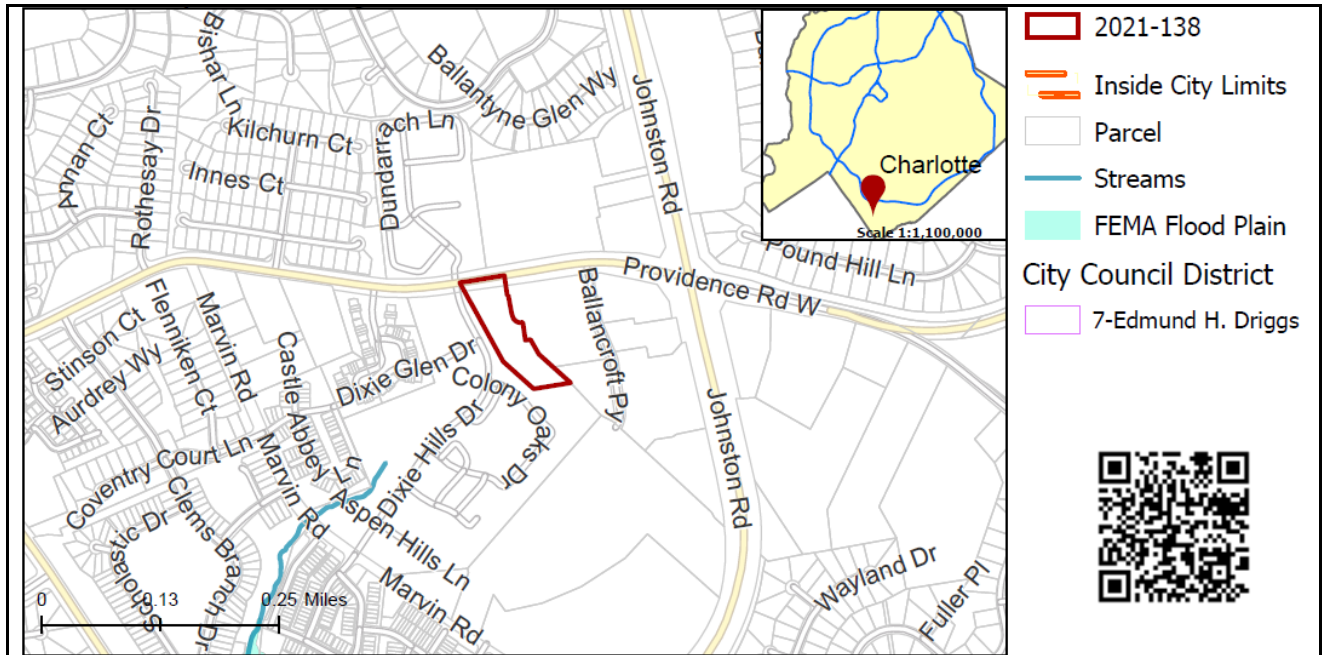 Bishar Ln
Ballantyne Glen Wy
Johnston Rd
Annan Ct
Rothesay Dr
Kilchurn Ct
Innes Ct
ach Ln
Dunarra
Charlotte
Scale 1:1,100,000
Pound Hill Ln
Providence Rd W
Ballancroft Py
Stinson Ct
Aurdrey Wy
Flenniken Ct
Marvin Rd
Castle Abbey Ln
Dixie Glen Dr
Colony Oaks Dr
Dixie Hills Dr
Johnston Rd
Coventry Court Ln
Marvin Rd
Aspen Hills Ln
Scholastic Dr
Clems Branch Dr
Marvin Rd
Wayland Dr
Fuller Pl
0
0.13
0.25 Miles
2021-138
Inside City Limits
Parcel
Streams
FEMA Flood Plain
City Council District
7-Edmund H. Driggs